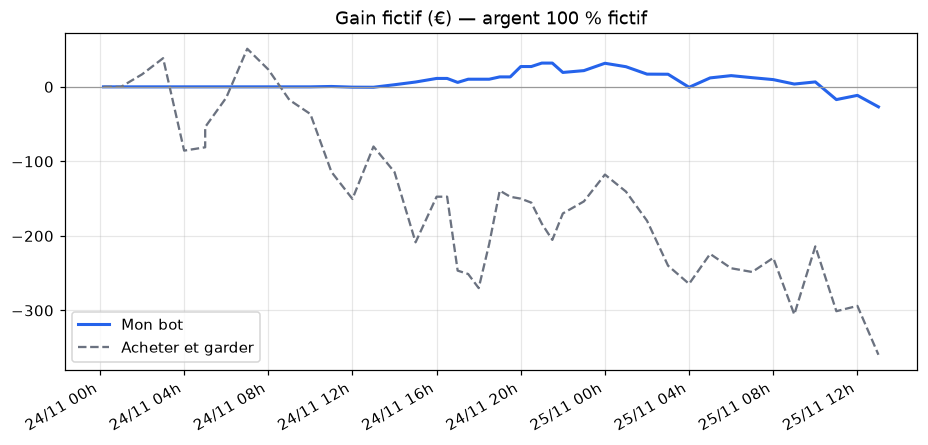 Gain fictif (€) — argent 100 % fictif
0
−100
−200
−300
Mon bot
Acheter et garder
24/11 00h
24/11 04h
24/11 08h
24/11 12h
24/11 16h
24/11 20h
25/11 00h
25/11 04h
25/11 08h
25/11 12h